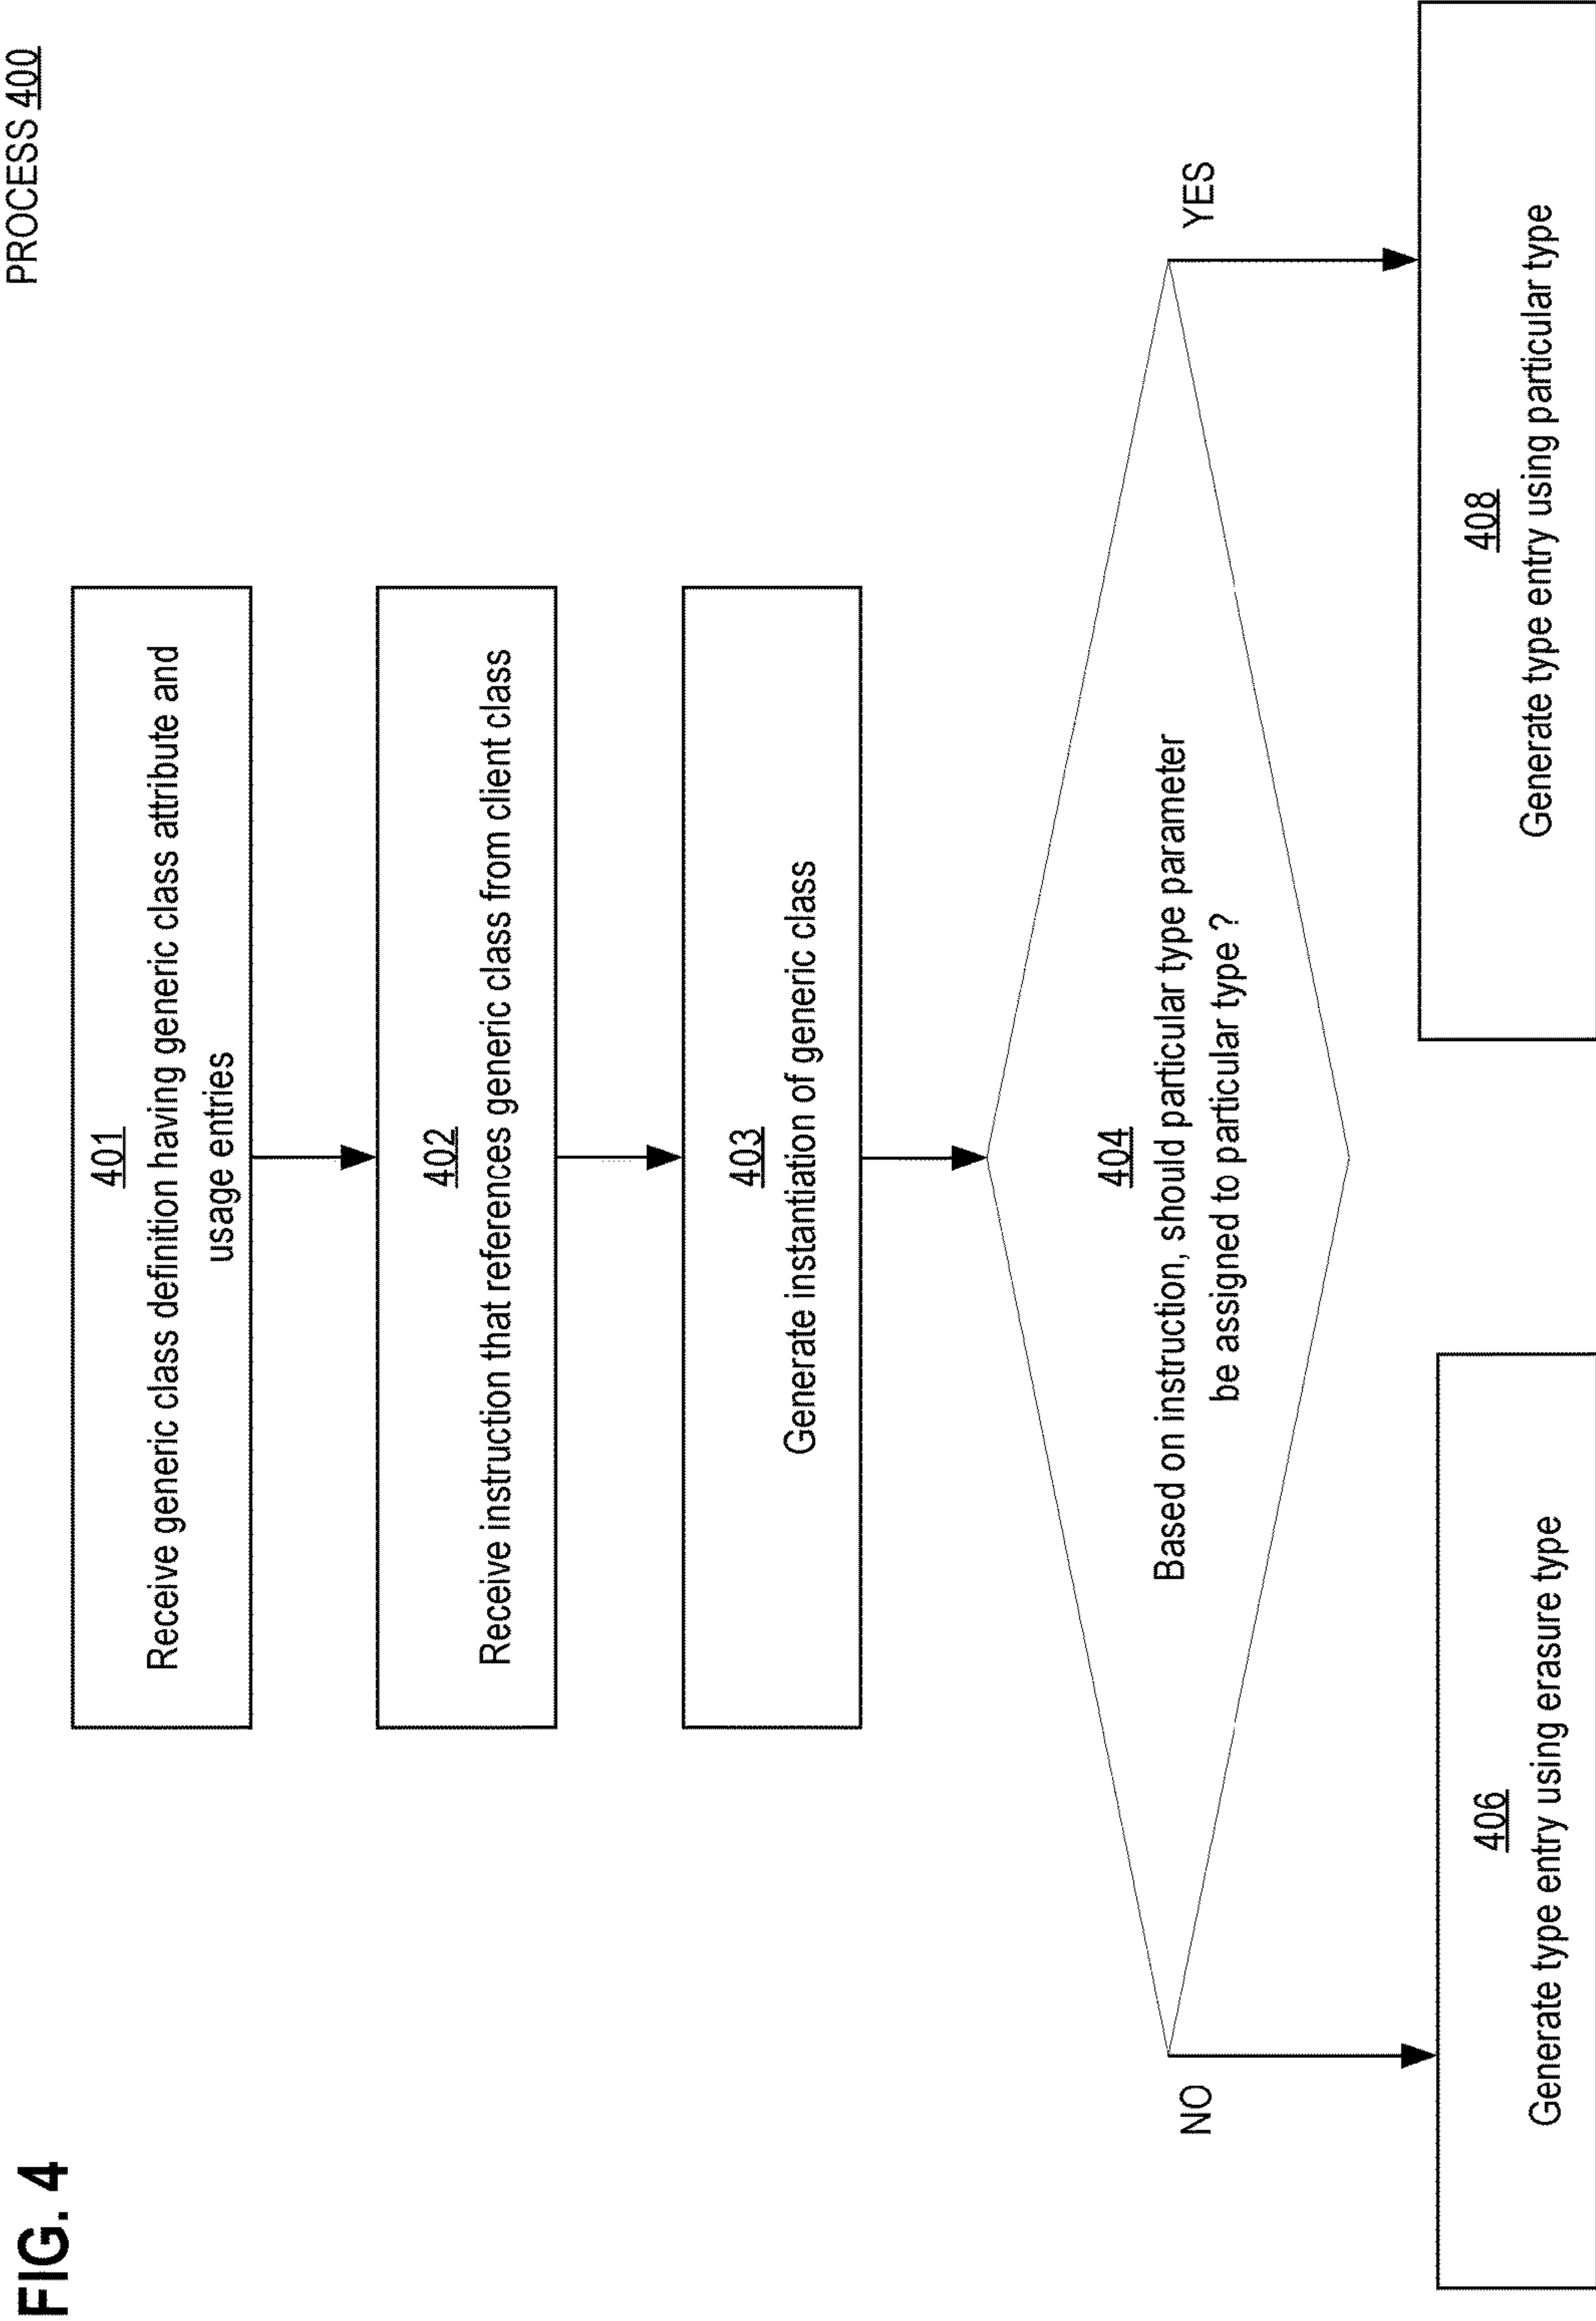 FIG. 4
PROCESS 400
401
Receive generic class definition having generic class attribute and
usage entries
402
Receive instruction that references generic class from client class
403
Generate instantiation of generic class
404
Based on instruction, should particular type parameter
be assigned to particular type ?
NO
YES
406
Generate type entry using erasure type
408
Generate type entry using particular type